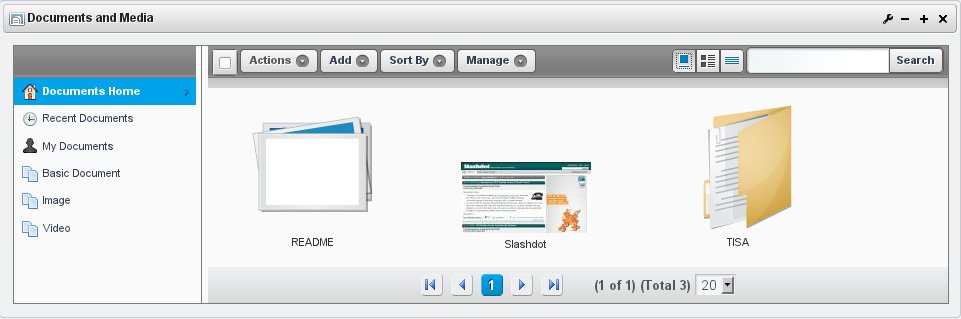 Documents and Media
Actions
Add
Sort By
Manage
Search
Documents Home
Recent Documents
My Documents
Basic Document
Image
Video
README
Slashdot
Slashdot
TISA
1
(1 of 1) (Total 3)
20